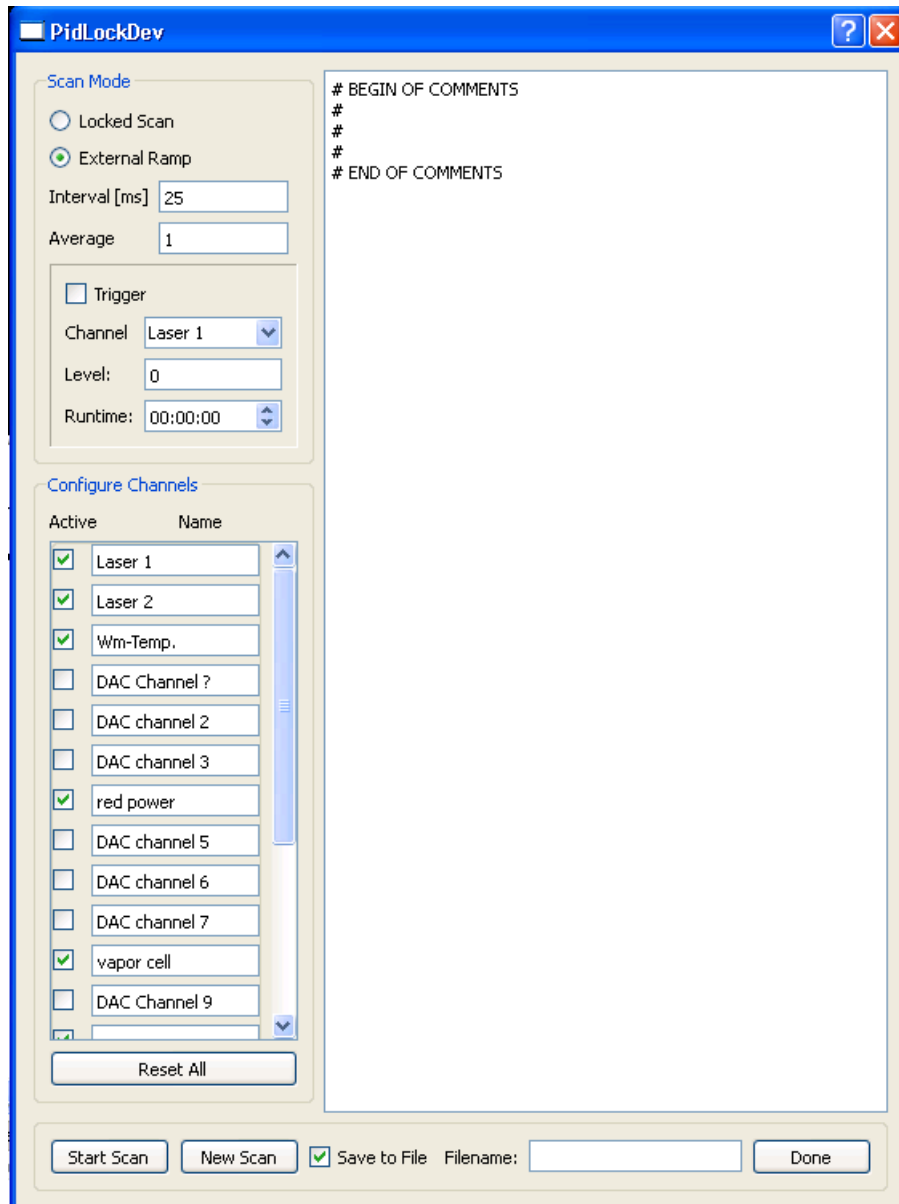 PidLockDev
Scan Mode
Locked Scan
External Ramp
Interval [ms] 25
Average 1
Trigger
Channel Laser 1
Level: 0
Runtime: 00:00:00
# BEGIN OF COMMENTS
#
#
#
# END OF COMMENTS
Configure Channels
Active Name
Laser 1
Laser 2
Wm-Temp.
DAC Channel ?
DAC channel 2
DAC channel 3
red power
DAC channel 5
DAC channel 6
DAC channel 7
vapor cell
DAC Channel 9
Reset All
Start Scan New Scan Save to File Filename: Done